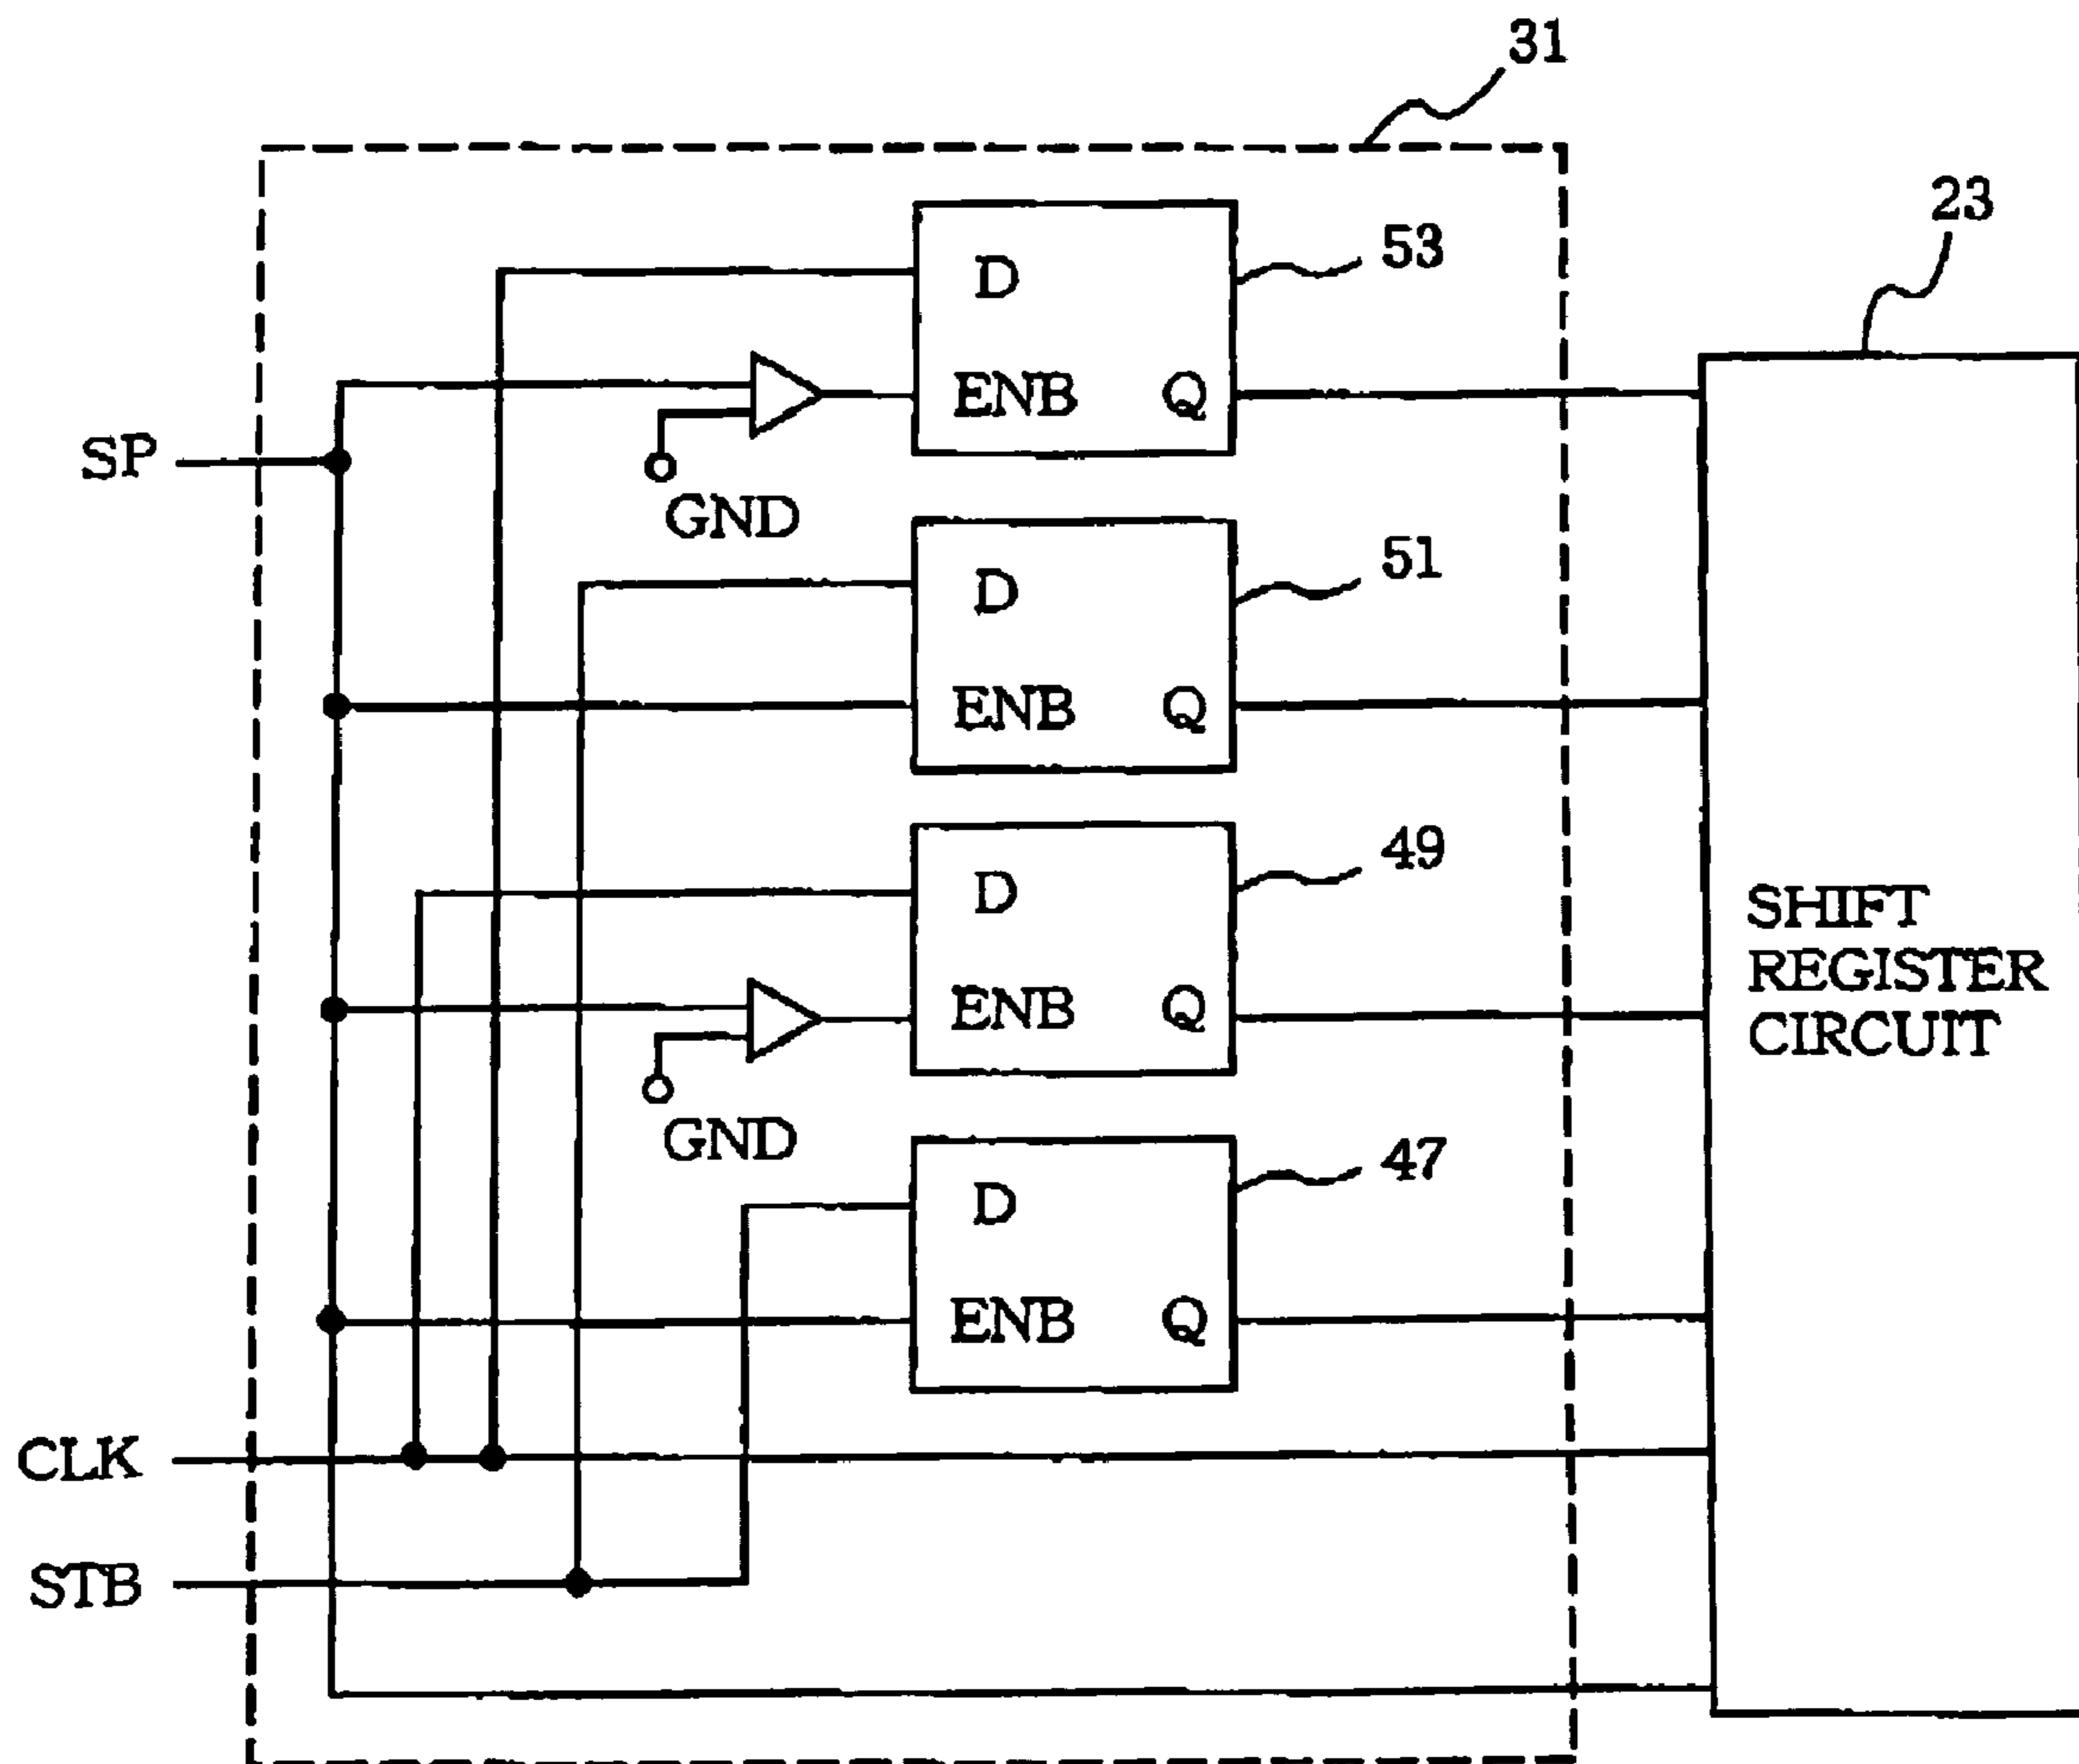 31
23
D
53
ENB Q
SP
GND
D
51
ENB Q
D
49
SHIFT
REGISTER
CIRCUIT
ENB Q
GND
D
47
ENB Q
CLK
STB